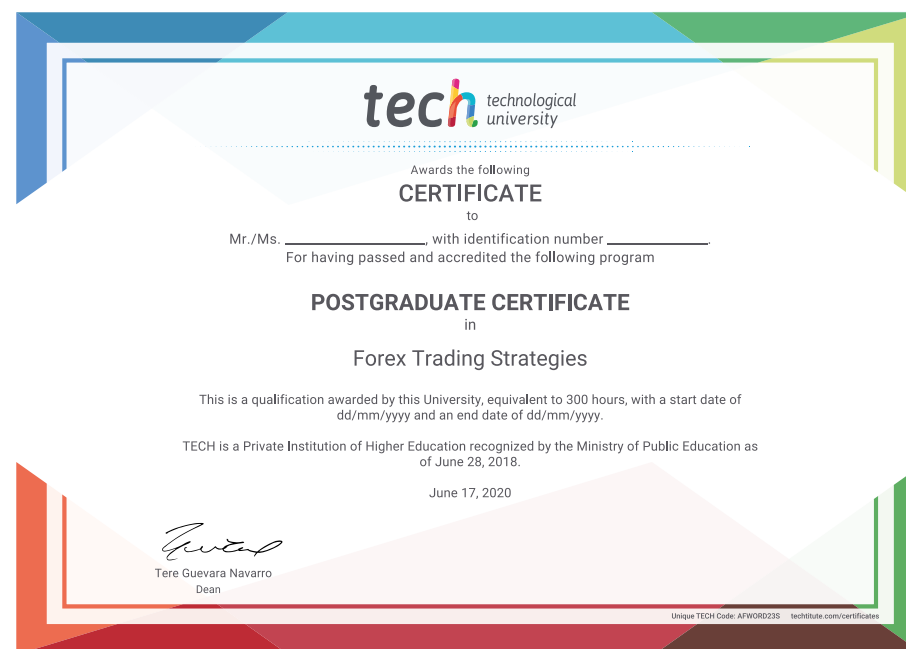 tech technological
university
Awards the following
CERTIFICATE
to
Mr./Ms. ________________, with identification number ____________.
For having passed and accredited the following program
POSTGRADUATE CERTIFICATE
in
Forex Trading Strategies
This is a qualification awarded by this University, equivalent to 300 hours, with a start date of
dd/mm/yyyy and an end date of dd/mm/yyyy.
TECH is a Private Institution of Higher Education recognized by the Ministry of Public Education as
of June 28, 2018.
June 17, 2020
Tere Guevara Navarro
Dean
Unique TECH Code: AFWORD23S techtitute.com/certificates